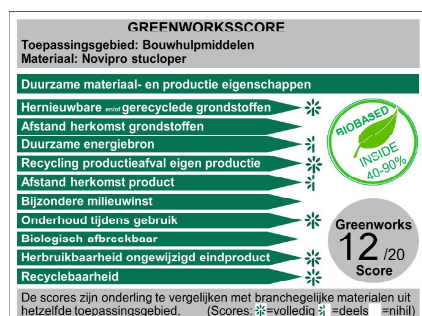 GREENWORKSSCORE
Toepassingsgebied: Bouwhulpmiddelen
Materiaal: Novipro stucloper
Duurzame materiaal- en productie eigenschappen
Hernieuwbare en/of gerecyclede grondstoffen
Afstand herkomst grondstoffen
Duurzame energiebron
Recycling productieafval eigen productie
Afstand herkomst product
Bijzondere milieuwinst
Onderhoud tijdens gebruik
Biologisch afbreekbaar
Herbruikbaarheid ongewijzigd eindproduct
Recyclebaarheid
BIOBASED
INSIDE
40-90%
Greenworks
12/20
Score
De scores zijn onderling te vergelijken met branchegelijke materialen uit
hetzelfde toepassingsgebied. (Scores: =volledig =deels =nihil)